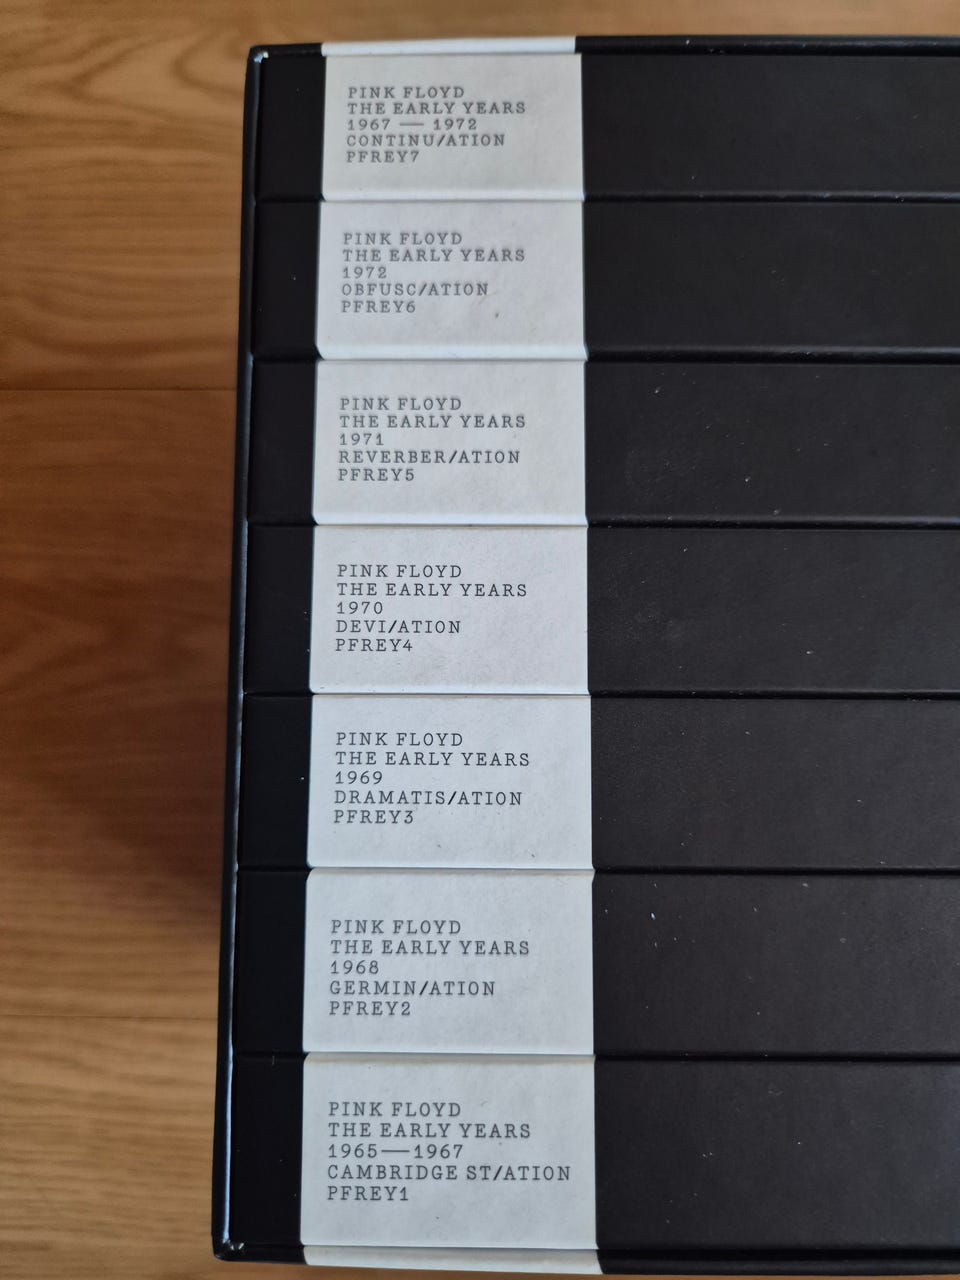 PINK FLOYD
THE EARLY YEARS
1967 — 1972
CONTINU/ATION
PFREY7
PINK FLOYD
THE EARLY YEARS
1972
OBFUSC/ATION
PFREY6
PINK FLOYD
THE EARLY YEARS
1971
REVERBER/ATION
PFREY5
PINK FLOYD
THE EARLY YEARS
1970
DEVI/ATION
PFREY4
PINK FLOYD
THE EARLY YEARS
1969
DRAMATIS/ATION
PFREY3
PINK FLOYD
THE EARLY YEARS
1968
GERMIN/ATION
PFREY2
PINK FLOYD
THE EARLY YEARS
1965—1967
CAMBRIDGE ST/ATION
PFREY1